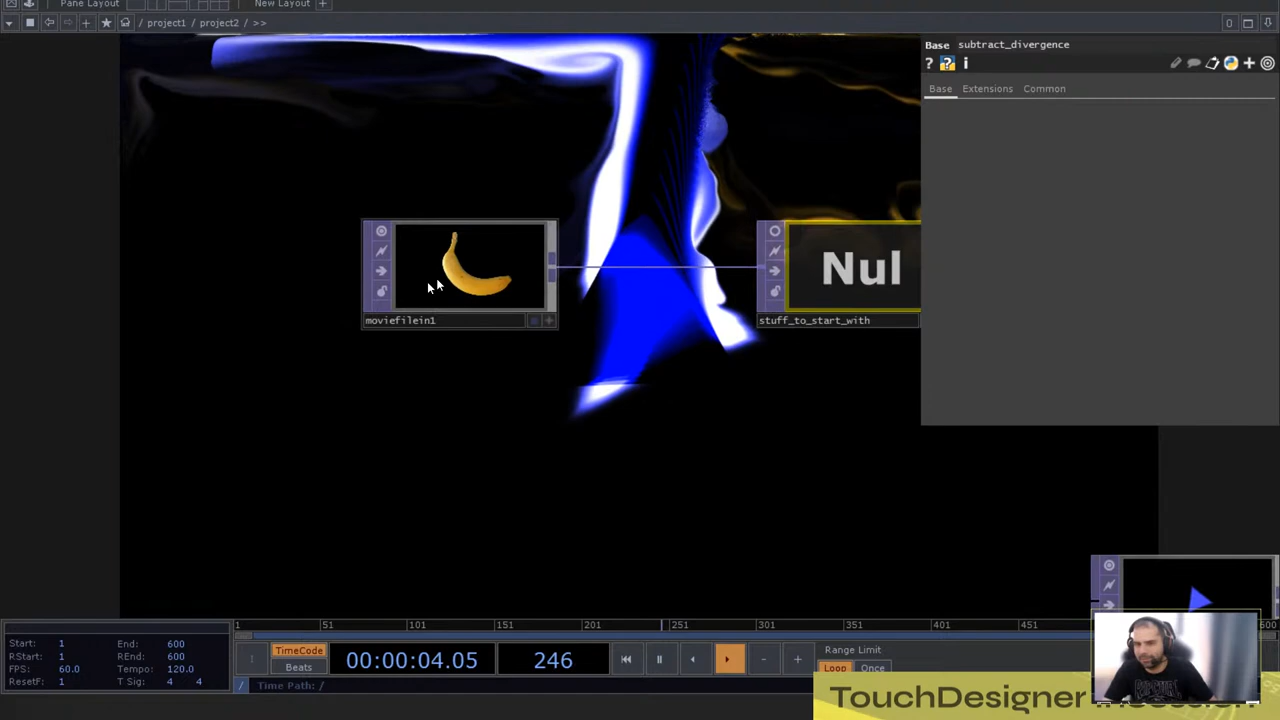 Pane Layout
New Layout +
/ project1 / project2 / >>
0
Base subtract_divergence
? ? i
Base Extensions Common
moviefilein1
Nul
stuff_to_start_with
1 51 101 151 201 251 301 351 401 451 600
Start: 1 End: 600
RStart: 1 REnd: 600
FPS: 60.0 Tempo: 120.0
ResetF: 1 T Sig: 4 4
TimeCode
Beats
00:00:04.05
246
Range Limit
Loop Once
/ Time Path: /
TouchDesigner